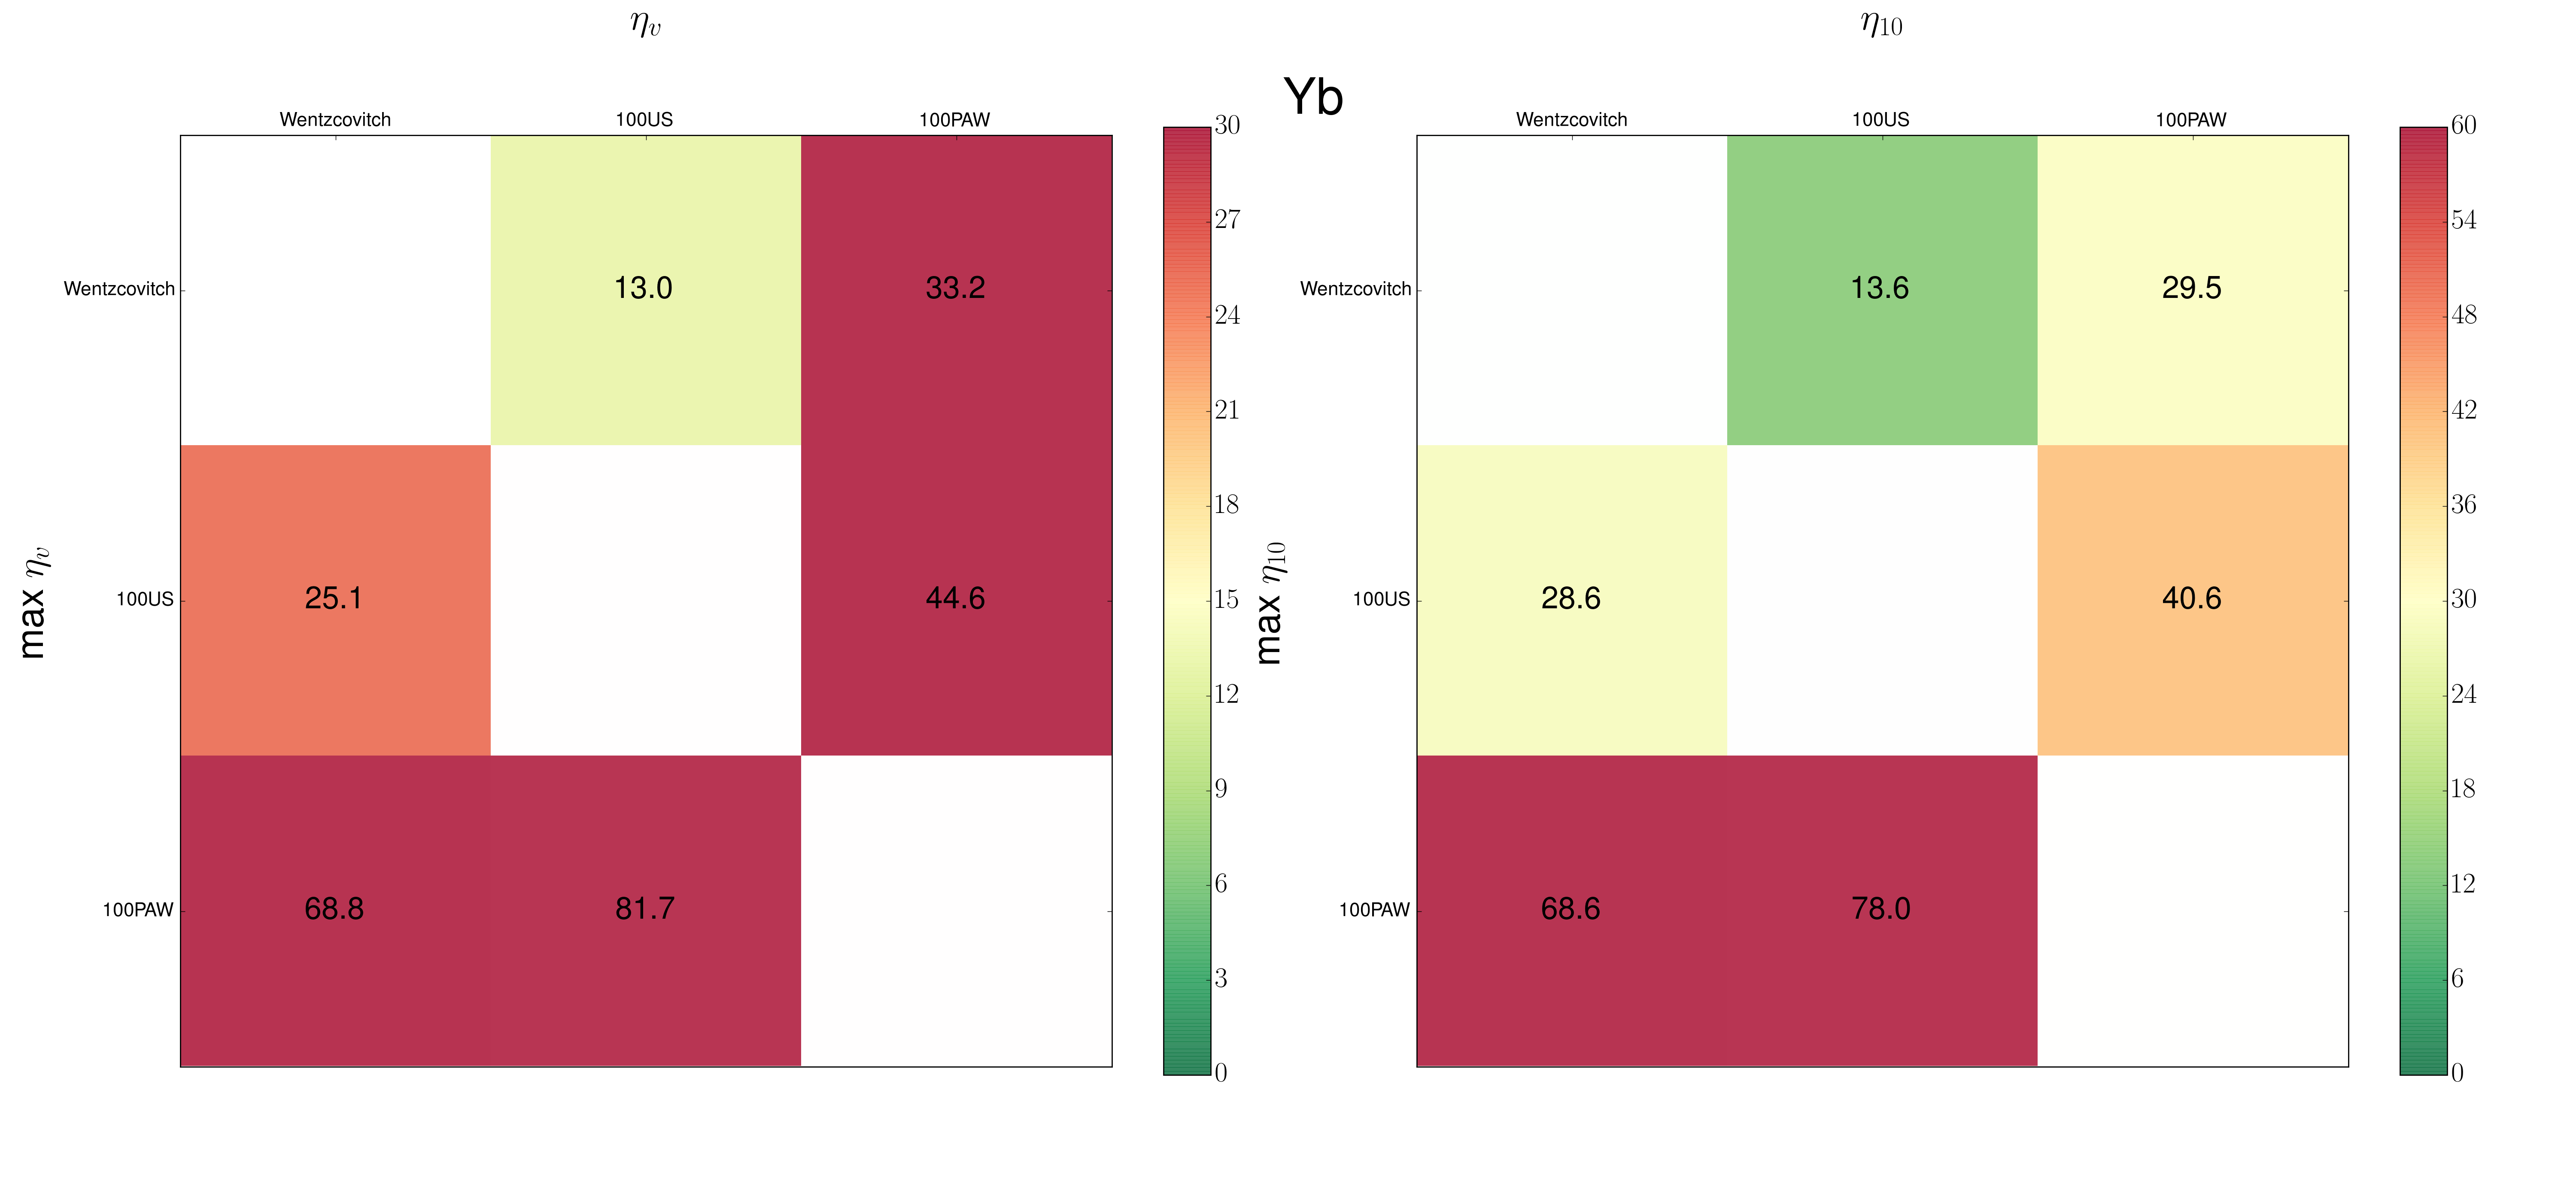 η_v
η_10
Yb
Wentzcovitch 100US 100PAW
Wentzcovitch 13.0 33.2
100US 25.1 44.6
100PAW 68.8 81.7
max η_v
30
27
24
21
18
15
12
9
6
3
0
Wentzcovitch 100US 100PAW
Wentzcovitch 13.6 29.5
100US 28.6 40.6
100PAW 68.6 78.0
max η_10
60
54
48
42
36
30
24
18
12
6
0